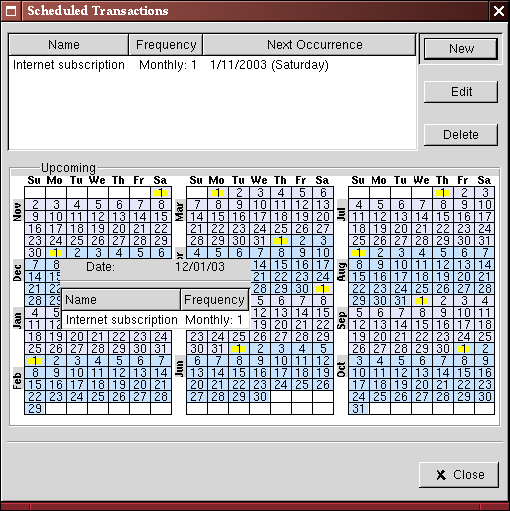 Scheduled Transactions
Name Frequency Next Occurrence
Internet subscription Monthly: 1 1/11/2003 (Saturday)
New
Edit
Delete
Upcoming
Su Mo Tu We Th Fr Sa
Nov
1
2 3 4 5 6 7 8
9 10 11 12 13 14 15
16 17 18 19 20 21 22
23 24 25 26 27 28 29
30 1 2 3 4 5 6
Dec
7 8
14
21
28 29
Jan
4 5
11
18 19 20 21 22 23 24
25 26 27 28 29 30 31
Feb
1 2 3 4 5 6 7
8 9 10 11 12 13 14
15 16 17 18 19 20 21
22 23 24 25 26 27 28
29
Date: 12/01/03
Name Frequency
Internet subscription Monthly: 1
Su Mo Tu We Th Fr Sa
Mar
1 2 3 4 5 6
7 8 9 10 11 12 13
14 15 16 17 18 19 20
21 22 23 24 25 26 27
28 29 30 31 1 2 3
4 5 6 7 8 9 10
14 15 16 17
21 22 23 24
28 29 30 1
5 6 7 8
12 13 14 15
19 20 21 22
23 24 25 26 27 28 29
Jun
30 31 1 2 3 4 5
6 7 8 9 10 11 12
13 14 15 16 17 18 19
20 21 22 23 24 25 26
27 28 29 30
Su Mo Tu We Th Fr Sa
Jul
1 2 3
4 5 6 7 8 9 10
11 12 13 14 15 16 17
18 19 20 21 22 23 24
25 26 27 28 29 30 31
Aug
1 2 3 4 5 6 7
8 9 10 11 12 13 14
15 16 17 18 19 20 21
22 23 24 25 26 27 28
29 30 31 1 2 3 4
Sep
5 6 7 8 9 10 11
12 13 14 15 16 17 18
19 20 21 22 23 24 25
26 27 28 29 30 1 2
Oct
3 4 5 6 7 8 9
10 11 12 13 14 15 16
17 18 19 20 21 22 23
24 25 26 27 28 29 30
31
Close